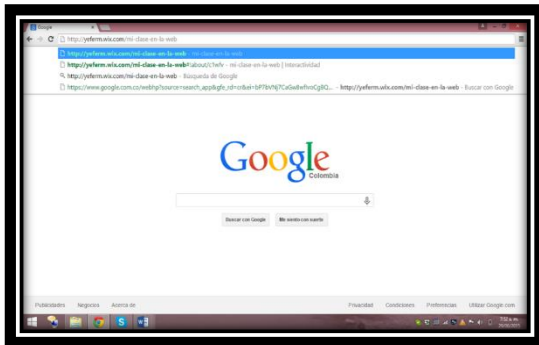 Google
http://yeferm.wix.com/mi-clase-en-la-web
http://yeferm.wix.com/mi-clase-en-la-web - mi-clase-en-la-web
http://yeferm.wix.com/mi-clase-en-la-web - mi-clase-en-la-web | Interactividad
http://yeferm.wix.com/mi-clase-en-la-web - Búsqueda de Google
- http://yeferm.wix.com/mi-clase-en-la-web - Buscar con Google
Google
Colombia
Buscar con Google Me siento con suerte
Publicidades Negocios Acerca de Privacidad Condiciones Preferencias Utilizar Google.com